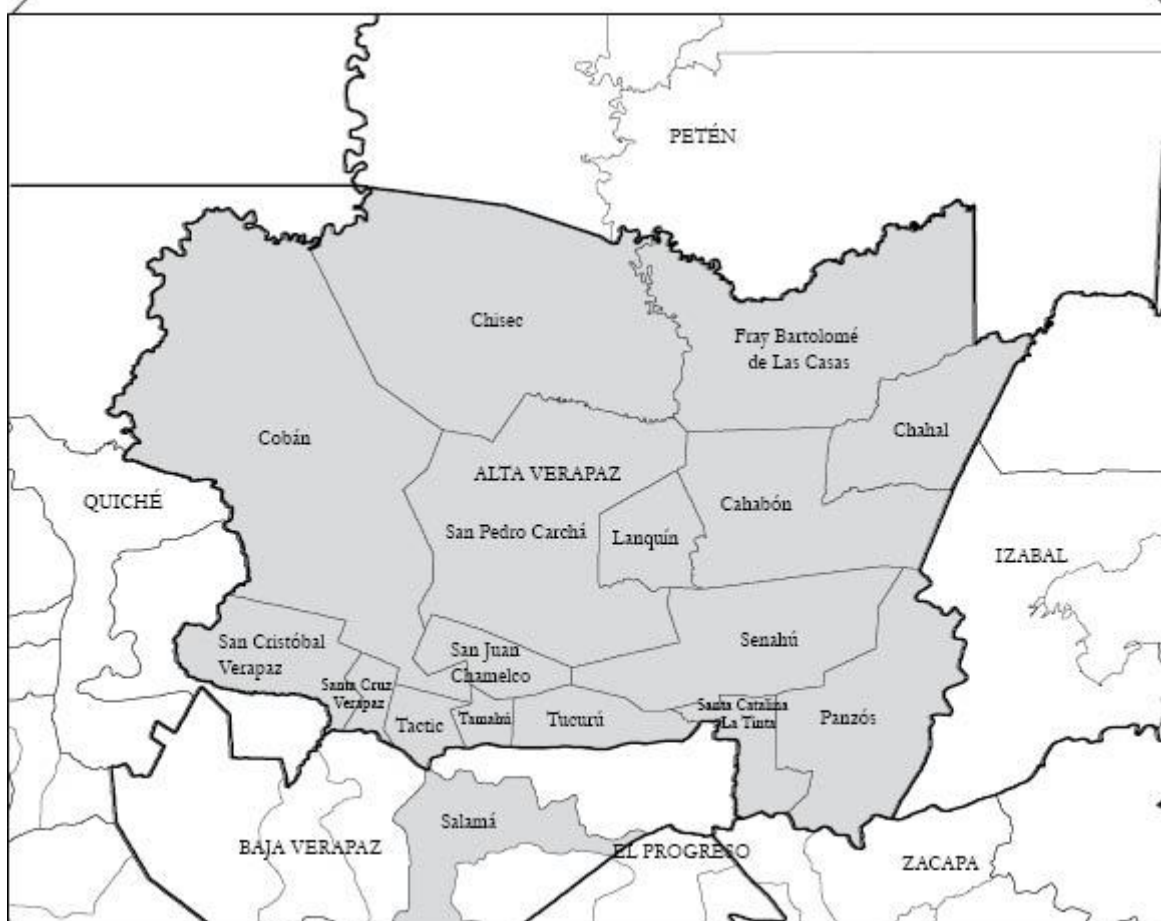 PETÉN
Chisec
Fray Bartolomé
de Las Casas
Chahal
Cobán
ALTA VERAPAZ
QUICHÉ
Cahabón
San Pedro Carchá
Lanquín
IZABAL
San Cristóbal
Verapaz
San Juan
Chamelco
Senahú
Santa Cruz
Verapaz
Santa Catalina
La Tinta
Tactic
Tamahú
Tucurú
Panzós
Salamá
BAJA VERAPAZ
EL PROGRESO
ZACAPA